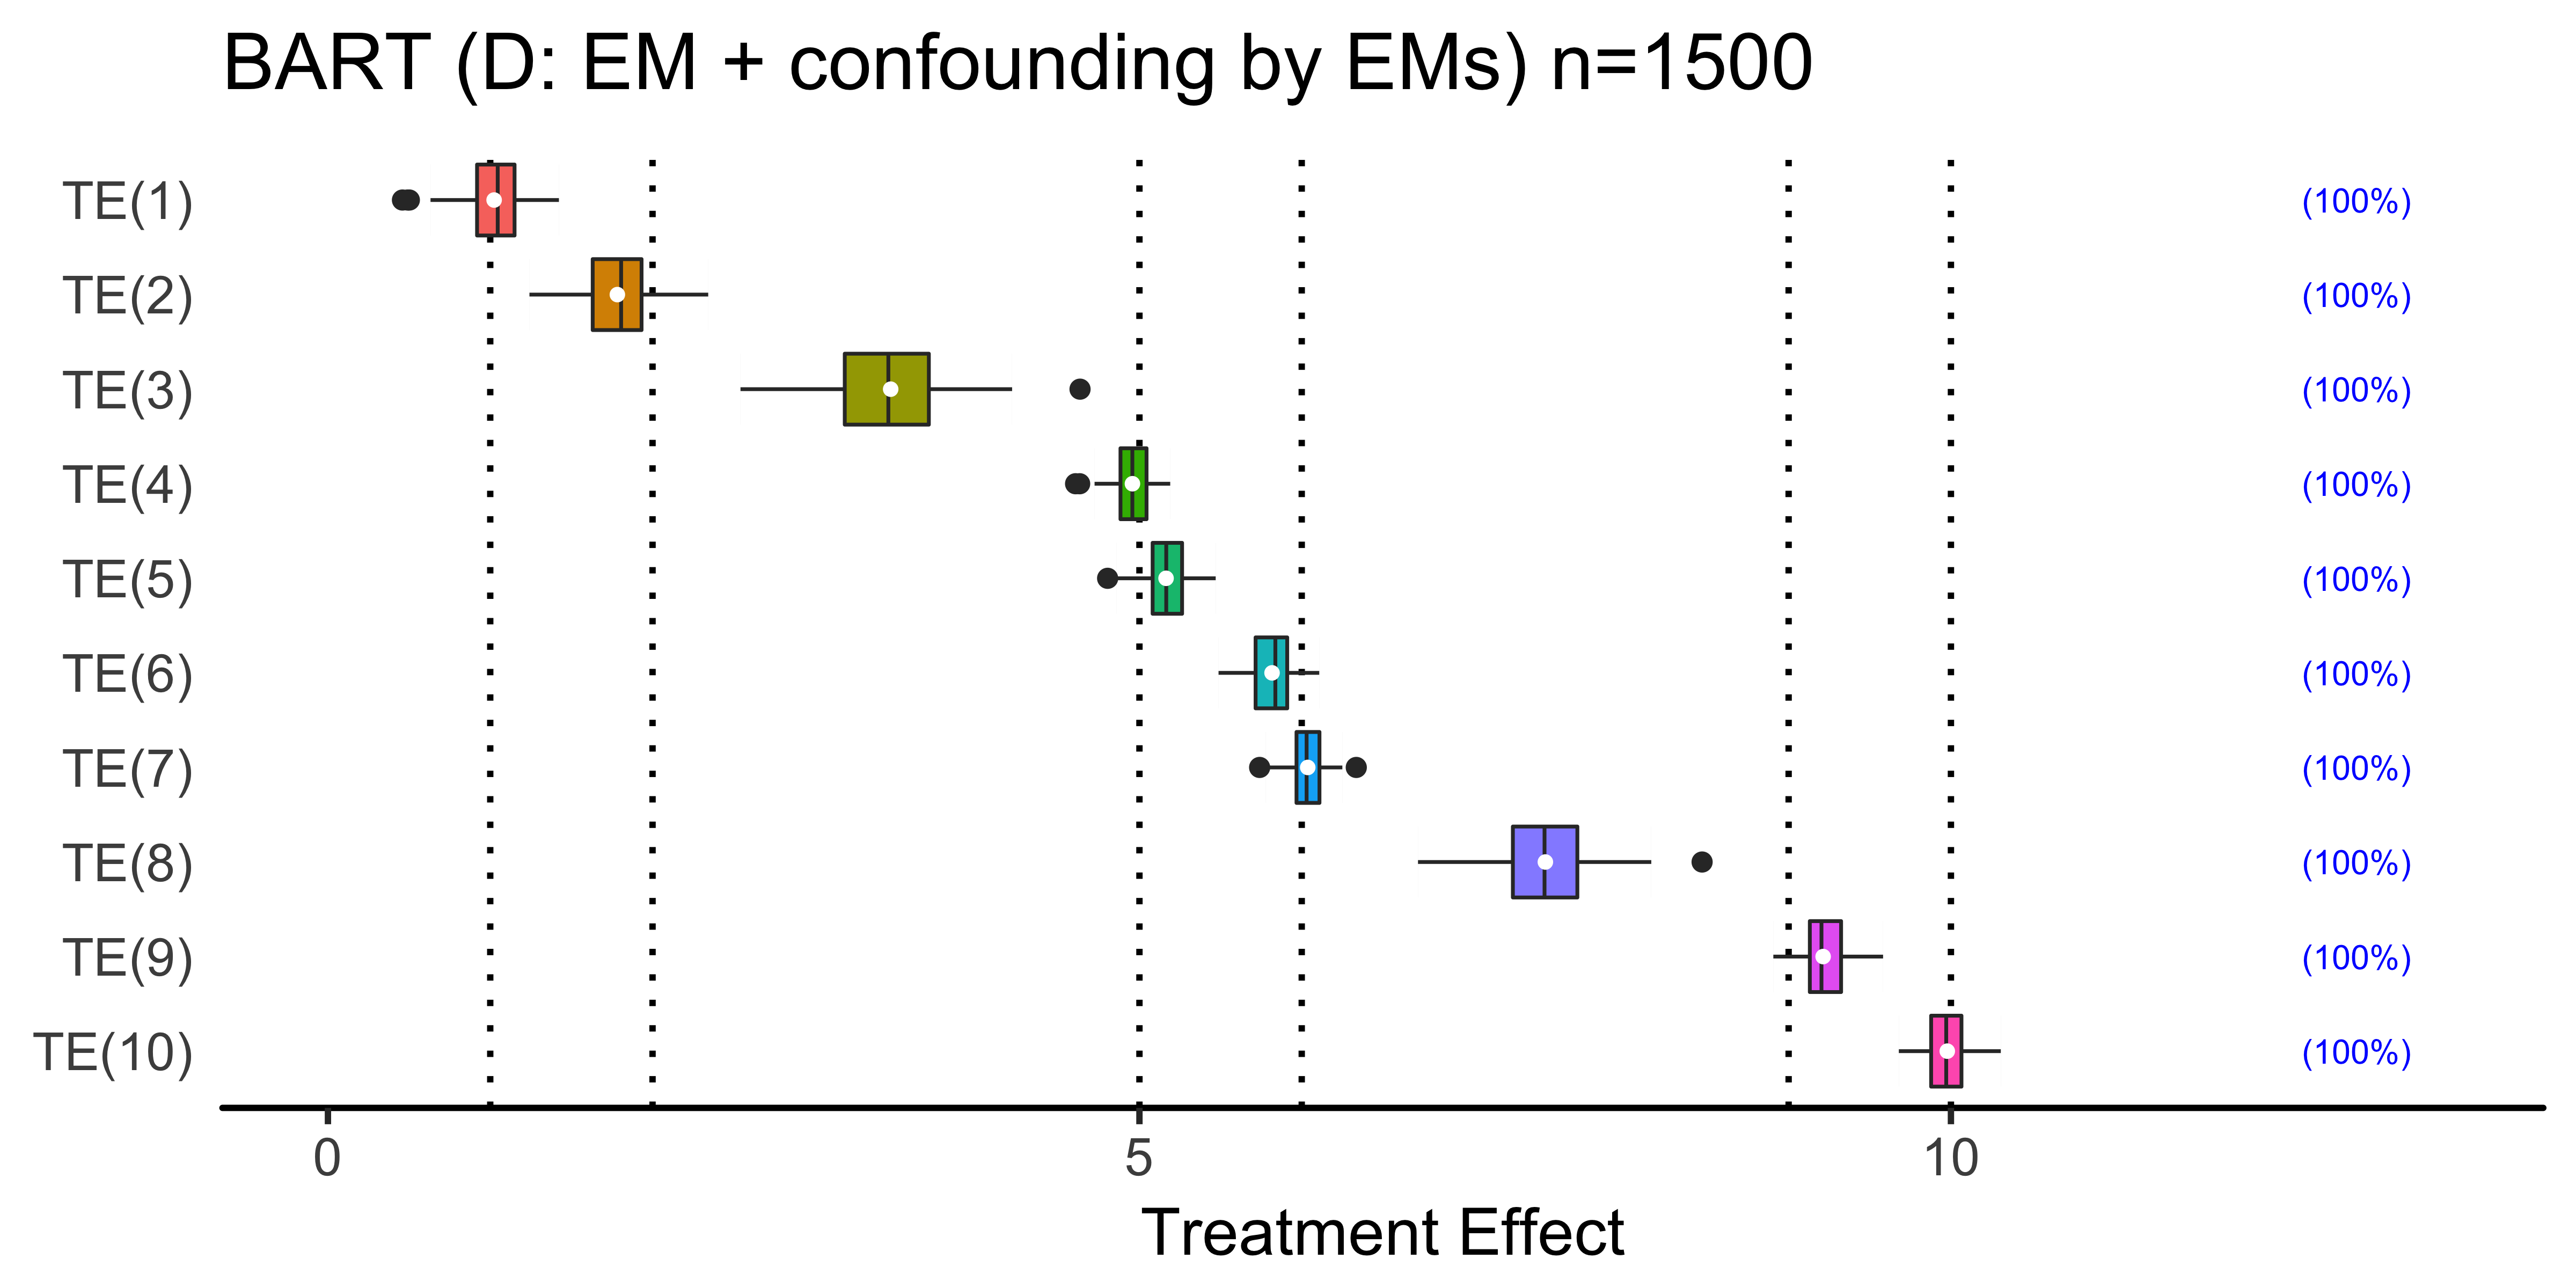 BART (D: EM + confounding by EMs) n=1500
TE(1) (100%)
TE(2) (100%)
TE(3) (100%)
TE(4) (100%)
TE(5) (100%)
TE(6) (100%)
TE(7) (100%)
TE(8) (100%)
TE(9) (100%)
TE(10) (100%)
0 5 10
Treatment Effect